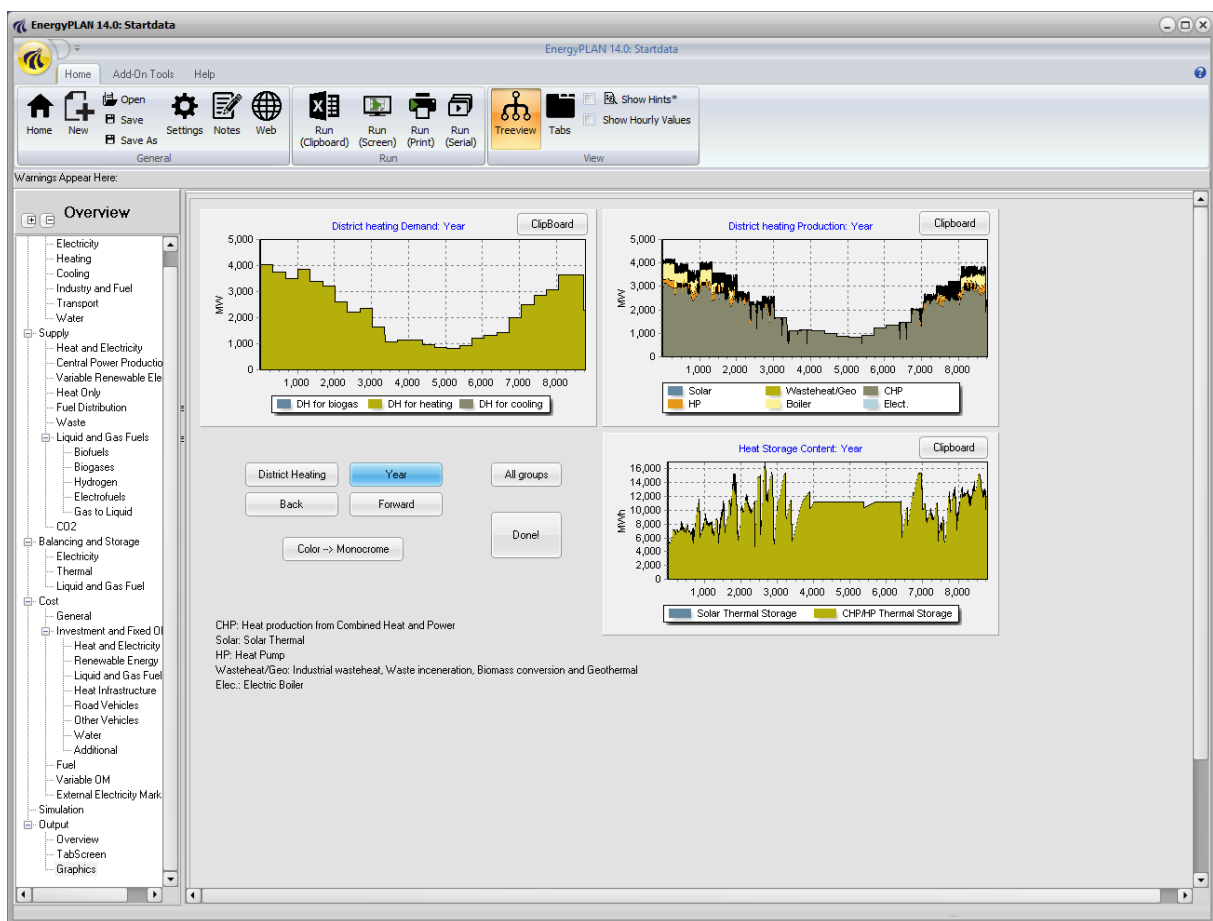 EnergyPLAN 14.0: Startdata
EnergyPLAN 14.0: Startdata
Home Add-On Tools Help
Home
New
Open
Save
Save As
Settings
Notes
Web
General
Run (Clipboard)
Run (Screen)
Run (Print)
Run (Serial)
Run
Treeview
Tabs
Show Hints*
Show Hourly Values
View
Warnings Appear Here:
Overview
Electricity
Heating
Cooling
Industry and Fuel
Transport
Water
Supply
Heat and Electricity
Central Power Productio
Variable Renewable Ele
Heat Only
Fuel Distribution
Waste
Liquid and Gas Fuels
Biofuels
Biogases
Hydrogen
Electrofuels
Gas to Liquid
CO2
Balancing and Storage
Electricity
Thermal
Liquid and Gas Fuel
Cost
General
Investment and Fixed OI
Heat and Electricity
Renewable Energy
Liquid and Gas Fuel
Heat Infrastructure
Road Vehicles
Other Vehicles
Water
Additional
Fuel
Variable OM
External Electricity Mark
Simulation
Output
Overview
TabScreen
Graphics
District heating Demand: Year
ClipBoard
5,000
4,000
3,000
2,000
1,000
0
MW
1,000 2,000 3,000 4,000 5,000 6,000 7,000 8,000
DH for biogas DH for heating DH for cooling
District heating Production: Year
Clipboard
5,000
4,000
3,000
2,000
1,000
0
MW
1,000 2,000 3,000 4,000 5,000 6,000 7,000 8,000
Solar Wasteheat/Geo CHP
HP Boiler Elect.
District Heating Year All groups
Back Forward
Done!
Color --> Monocrome
Heat Storage Content: Year
Clipboard
16,000
14,000
12,000
10,000
8,000
6,000
4,000
2,000
0
MWh
1,000 2,000 3,000 4,000 5,000 6,000 7,000 8,000
Solar Thermal Storage CHP/HP Thermal Storage
CHP: Heat production from Combined Heat and Power
Solar: Solar Thermal
HP: Heat Pump
Wasteheat/Geo: Industrial wasteheat, Waste inceneration, Biomass conversion and Geothermal
Elec.: Electric Boiler